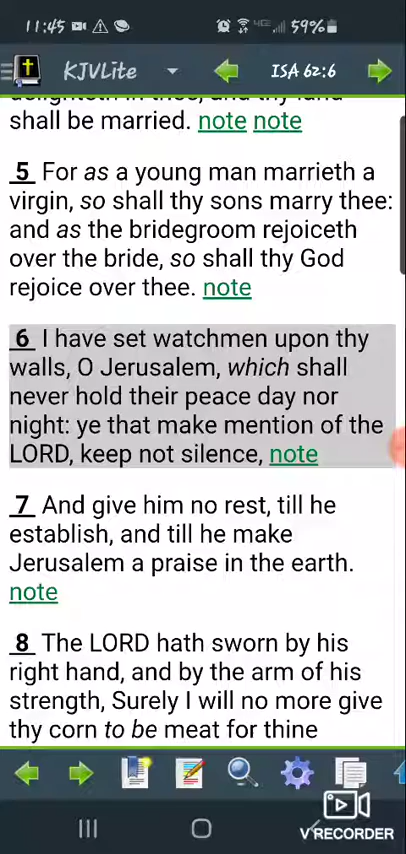 11:45 59%
KJVLite ISA 62:6
delighteth in thee, and thy land
shall be married. note note
5 For as a young man marrieth a
virgin, so shall thy sons marry thee:
and as the bridegroom rejoiceth
over the bride, so shall thy God
rejoice over thee. note
6 I have set watchmen upon thy
walls, O Jerusalem, which shall
never hold their peace day nor
night: ye that make mention of the
LORD, keep not silence, note
7 And give him no rest, till he
establish, and till he make
Jerusalem a praise in the earth.
note
8 The LORD hath sworn by his
right hand, and by the arm of his
strength, Surely I will no more give
thy corn to be meat for thine
V RECORDER